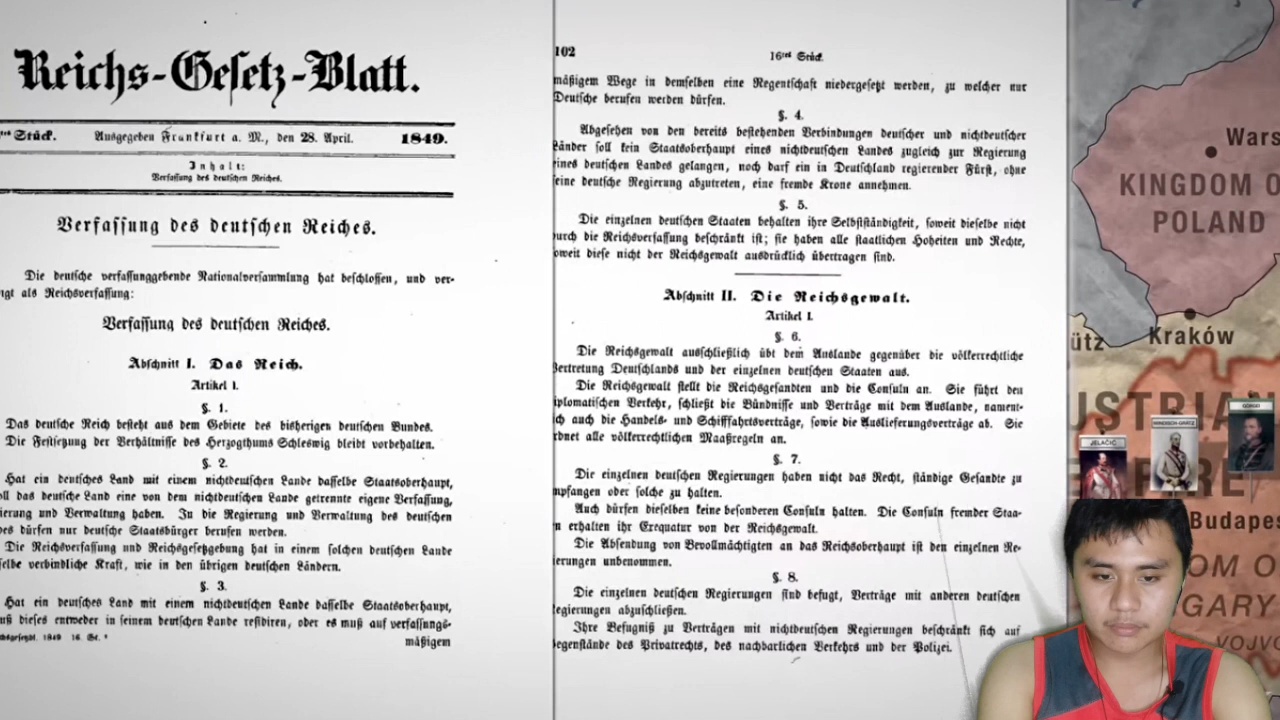 Reichs-Gesetz-Blatt.
Stück. Ausgegeben Frankfurt a. M., den 28. April. 1849.
Inhalt:
Verfassung des deutschen Reiches.
Verfassung des deutschen Reiches.
Die deutsche verfassunggebende Nationalversammlung hat beschlossen, und ver-
als Reichsverfassung:
Verfassung des deutschen Reiches.
Abschnitt I. Das Reich.
Artikel I.
§. 1.
Das deutsche Reich besteht aus dem Gebiete des bisherigen deutschen Bundes.
Die Festsetzung der Verhältnisse des Herzogthums Schleswig bleibt vorbehalten.
§. 2.
Hat ein deutsches Land mit einem nichtdeutschen Lande dasselbe Staatsoberhaupt,
oll das deutsche Land eine von dem nichtdeutschen Lande getrennte eigene Verfassung,
ierung und Verwaltung haben. In die Regierung und Verwaltung des deutschen
es dürfen nur deutsche Staatsbürger berufen werden.
Die Reichsverfassung und Reichsgesetzgebung hat in einem solchen deutschen Lande
elbe verbindliche Kraft, wie in den übrigen deutschen Ländern.
§. 3.
Hat ein deutsches Land mit einem nichtdeutschen Lande dasselbe Staatsoberhaupt,
uß dieses entweder in seinem deutschen Lande residiren, oder es muß auf verfassungs-
1849 16. St.
mäßigem
102 16tes Stück.
mäßigem Wege in demselben eine Regentschaft niedergesetzt werden, zu welcher nur
Deutsche berufen werden dürfen.
§. 4.
Abgesehen von den bereits bestehenden Verbindungen deutscher und nichtdeutscher
Länder soll kein Staatsoberhaupt eines nichtdeutschen Landes zugleich zur Regierung
eines deutschen Landes gelangen, noch darf ein in Deutschland regierender Fürst, ohne
seine deutsche Regierung abzutreten, eine fremde Krone annehmen.
§. 5.
Die einzelnen deutschen Staaten behalten ihre Selbstständigkeit, soweit dieselbe nicht
durch die Reichsverfassung beschränkt ist; sie haben alle staatlichen Hoheiten und Rechte,
soweit diese nicht der Reichsgewalt ausdrücklich übertragen sind.
Abschnitt II. Die Reichsgewalt.
Artikel I.
§. 6.
Die Reichsgewalt ausschließlich übt dem Auslande gegenüber die völkerrechtliche
Vertretung Deutschlands und der einzelnen deutschen Staaten aus.
Die Reichsgewalt stellt die Reichsgesandten und die Consuln an. Sie führt den
iplomatischen Verkehr, schließt die Bündnisse und Verträge mit dem Auslande, nament-
ich auch die Handels- und Schifffahrtsverträge, sowie die Auslieferungsverträge ab. Sie
rdnet alle völkerrechtlichen Maaßregeln an.
§. 7.
Die einzelnen deutschen Regierungen haben nicht das Recht, ständige Gesandte zu
mpfangen oder solche zu halten.
Auch dürfen dieselben keine besonderen Consuln halten. Die Consuln fremder Staa-
n erhalten ihr Exequatur von der Reichsgewalt.
Die Absendung von Bevollmächtigten an das Reichsoberhaupt ist den einzelnen Re-
ierungen unbenommen.
§. 8.
Die einzelnen deutschen Regierungen sind befugt, Verträge mit anderen deutschen
Regierungen abzuschließen.
Ihre Befugniß zu Verträgen mit nichtdeutschen Regierungen beschränkt sich auf
Gegenstände des Privatrechts, des nachbarlichen Verkehrs und der Polizei.
Wars
KINGDOM O
POLAND
ütz
Kraków
USTRIA
GÖRGEI
WINDISCH-GRÄTZ
JELAČIĆ
EMPIRE
Budapes
OM O
GARY
VOJVO